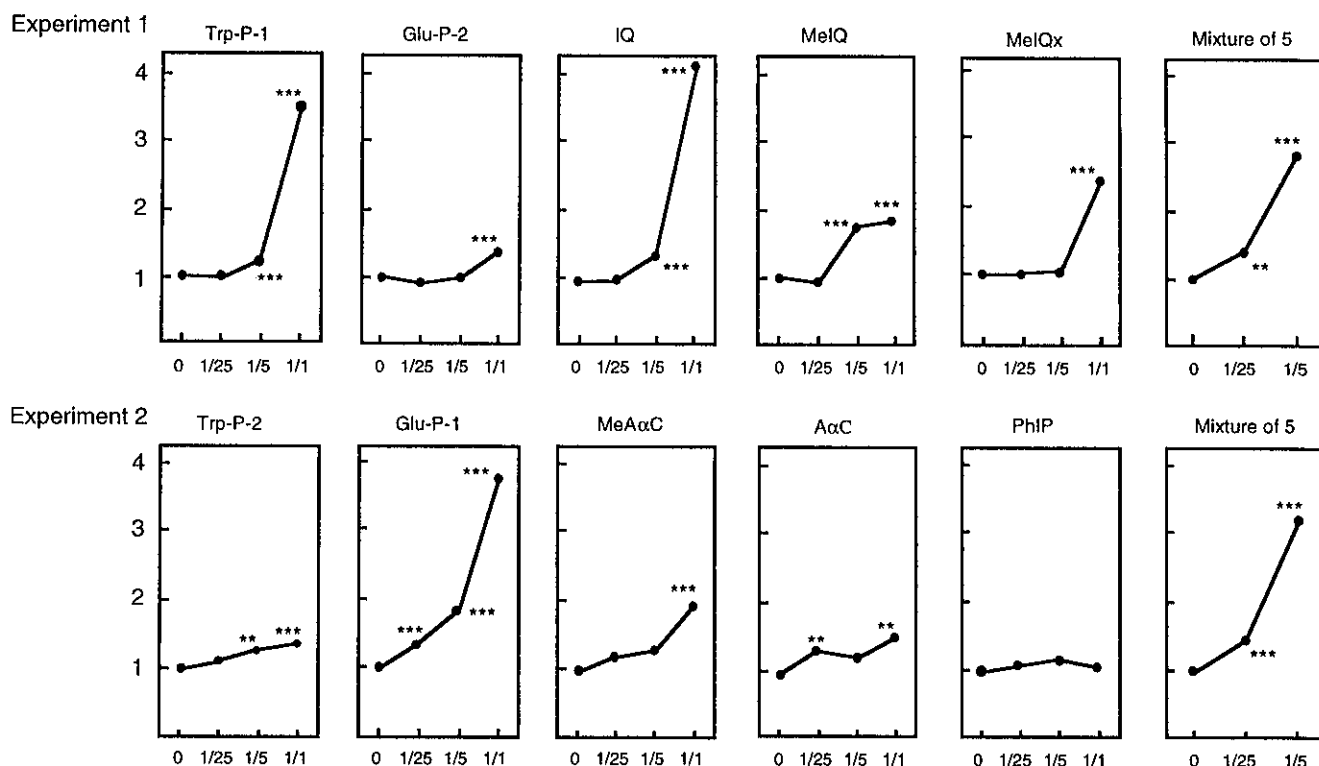 Experiment 1
Trp-P-1 Glu-P-2 IQ MeIQ MeIQx Mixture of 5
4
3
2
1
*** *** *** *** *** *** *** *** *** **
0 1/25 1/5 1/1 0 1/25 1/5 1/1 0 1/25 1/5 1/1 0 1/25 1/5 1/1 0 1/25 1/5 1/1 0 1/25 1/5
Experiment 2
Trp-P-2 Glu-P-1 MeAαC AαC PhIP Mixture of 5
4
3
2
1
** *** *** *** *** *** ** ** *** ***
0 1/25 1/5 1/1 0 1/25 1/5 1/1 0 1/25 1/5 1/1 0 1/25 1/5 1/1 0 1/25 1/5 1/1 0 1/25 1/5